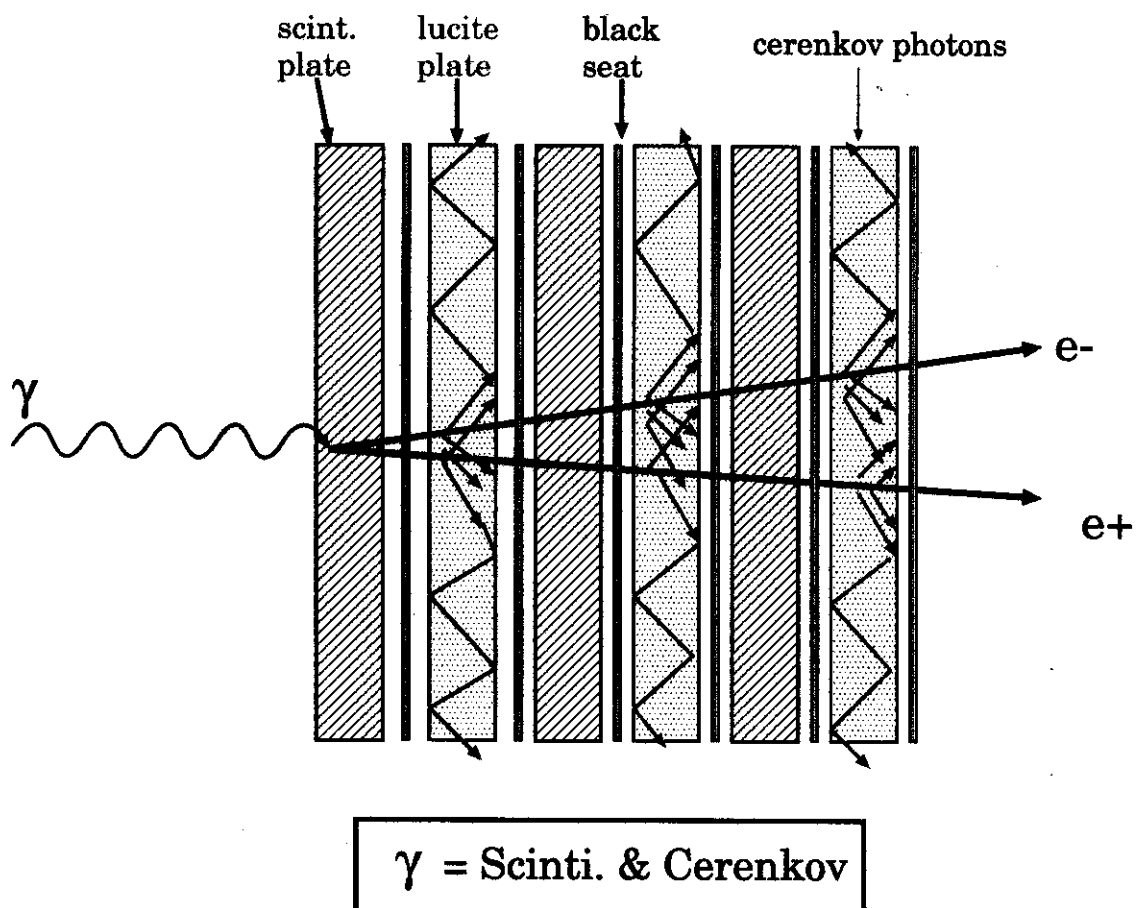 scint.
plate
lucite
plate
black
seat
cerenkov photons
γ
e-
e+
γ = Scinti. & Cerenkov